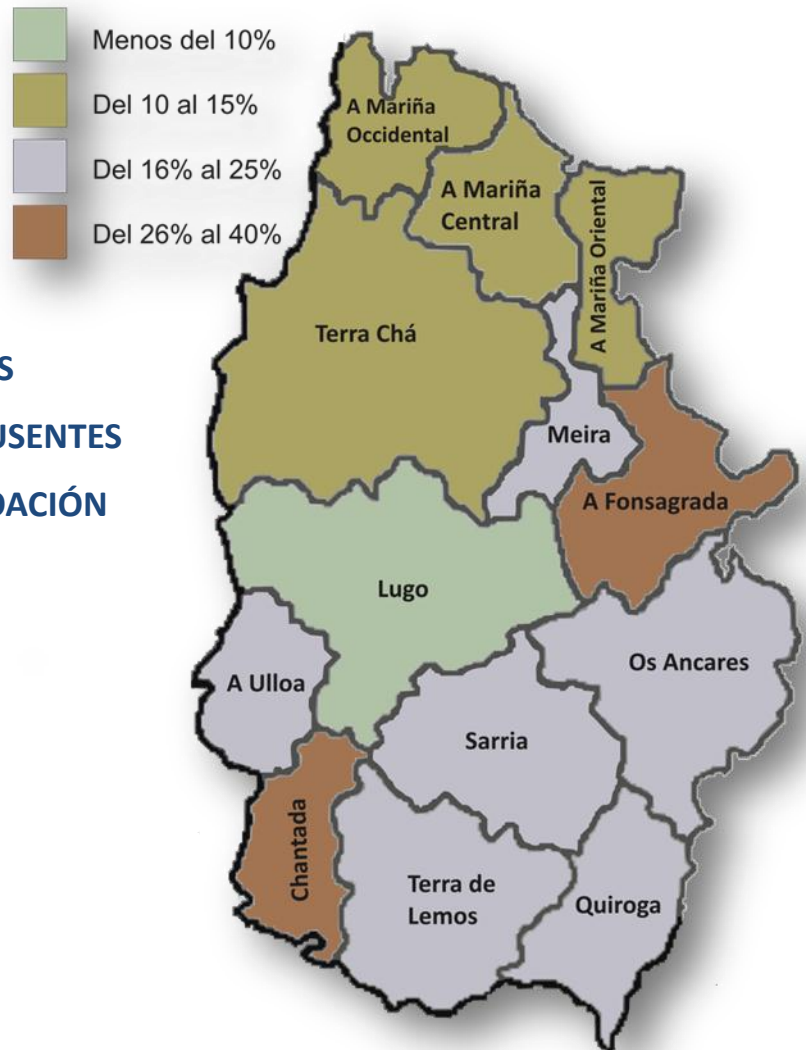 Menos del 10%
Del 10 al 15%
Del 16% al 25%
Del 26% al 40%
A Mariña
Occidental
A Mariña
Central
A Mariña Oriental
Terra Chá
S
USENTES
DACIÓN
Meira
A Fonsagrada
Lugo
Os Ancares
A Ulloa
Sarria
Chantada
Terra de
Lemos
Quiroga